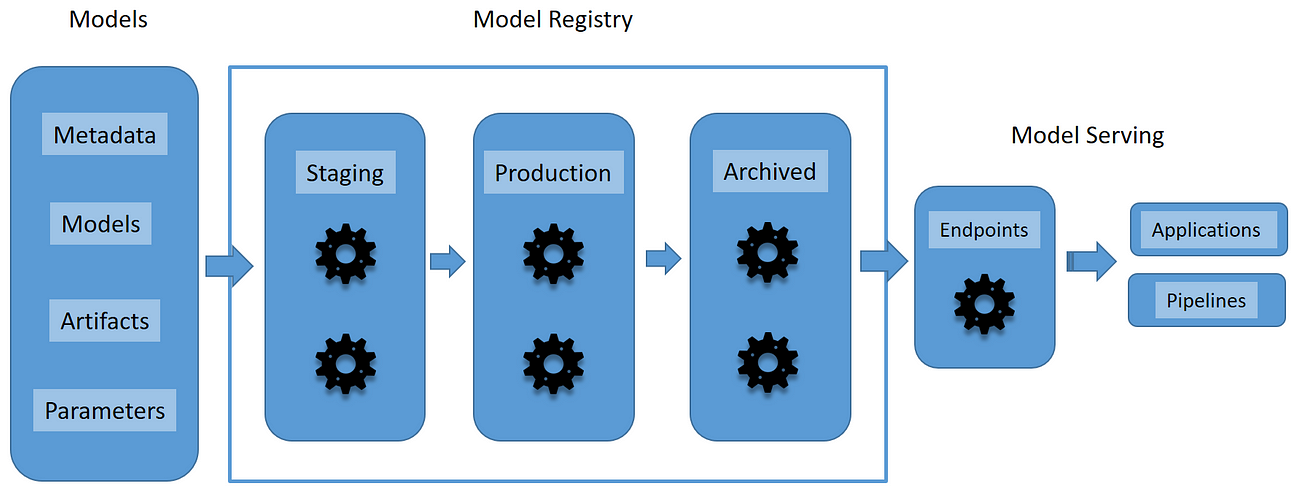 Models
Model Registry
Metadata
Models
Artifacts
Parameters
Staging
Production
Archived
Model Serving
Endpoints
Applications
Pipelines